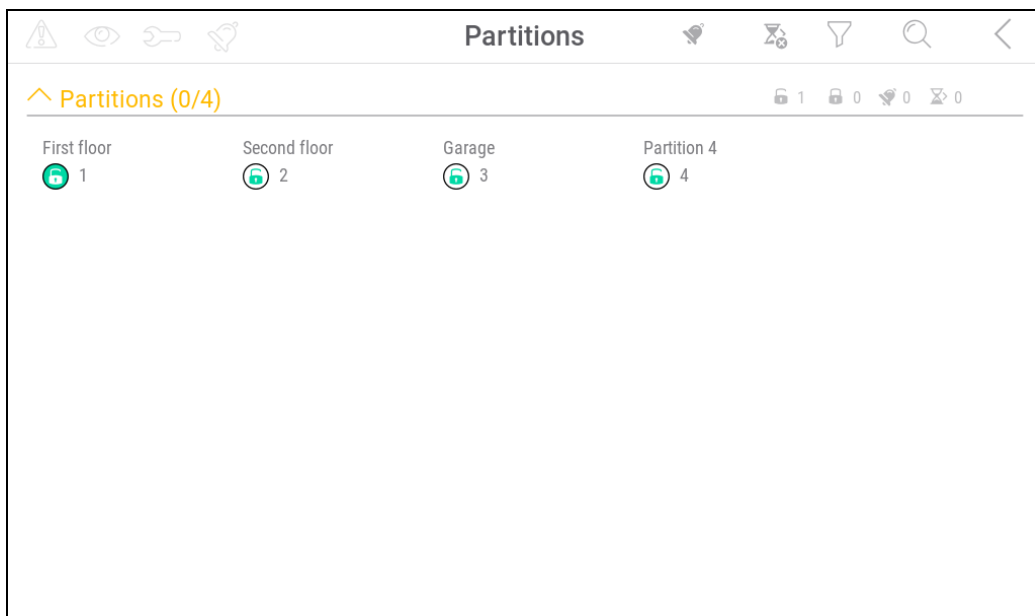 Partitions
Partitions (0/4) 1 0 0 0
First floor Second floor Garage Partition 4
1 2 3 4